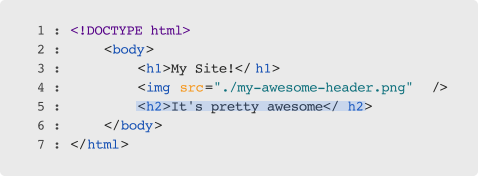 1 : <!DOCTYPE html>
2 : <body>
3 : <h1>My Site!</ h1>
4 : <img src="./my-awesome-header.png" />
5 : <h2>It's pretty awesome</ h2>
6 : </body>
7 : </html>